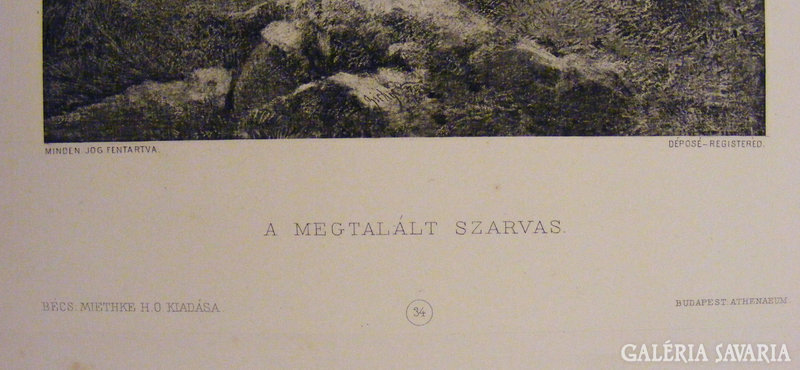 MINDEN JOG FENTARTVA.
DÉPOSÉ-REGISTERED.
A MEGTALÁLT SZARVAS.
BÉCS. MIETHKE H.O. KIADÁSA
34
BUDAPEST ATHENAEUM
GALÉRIA SAVARIA